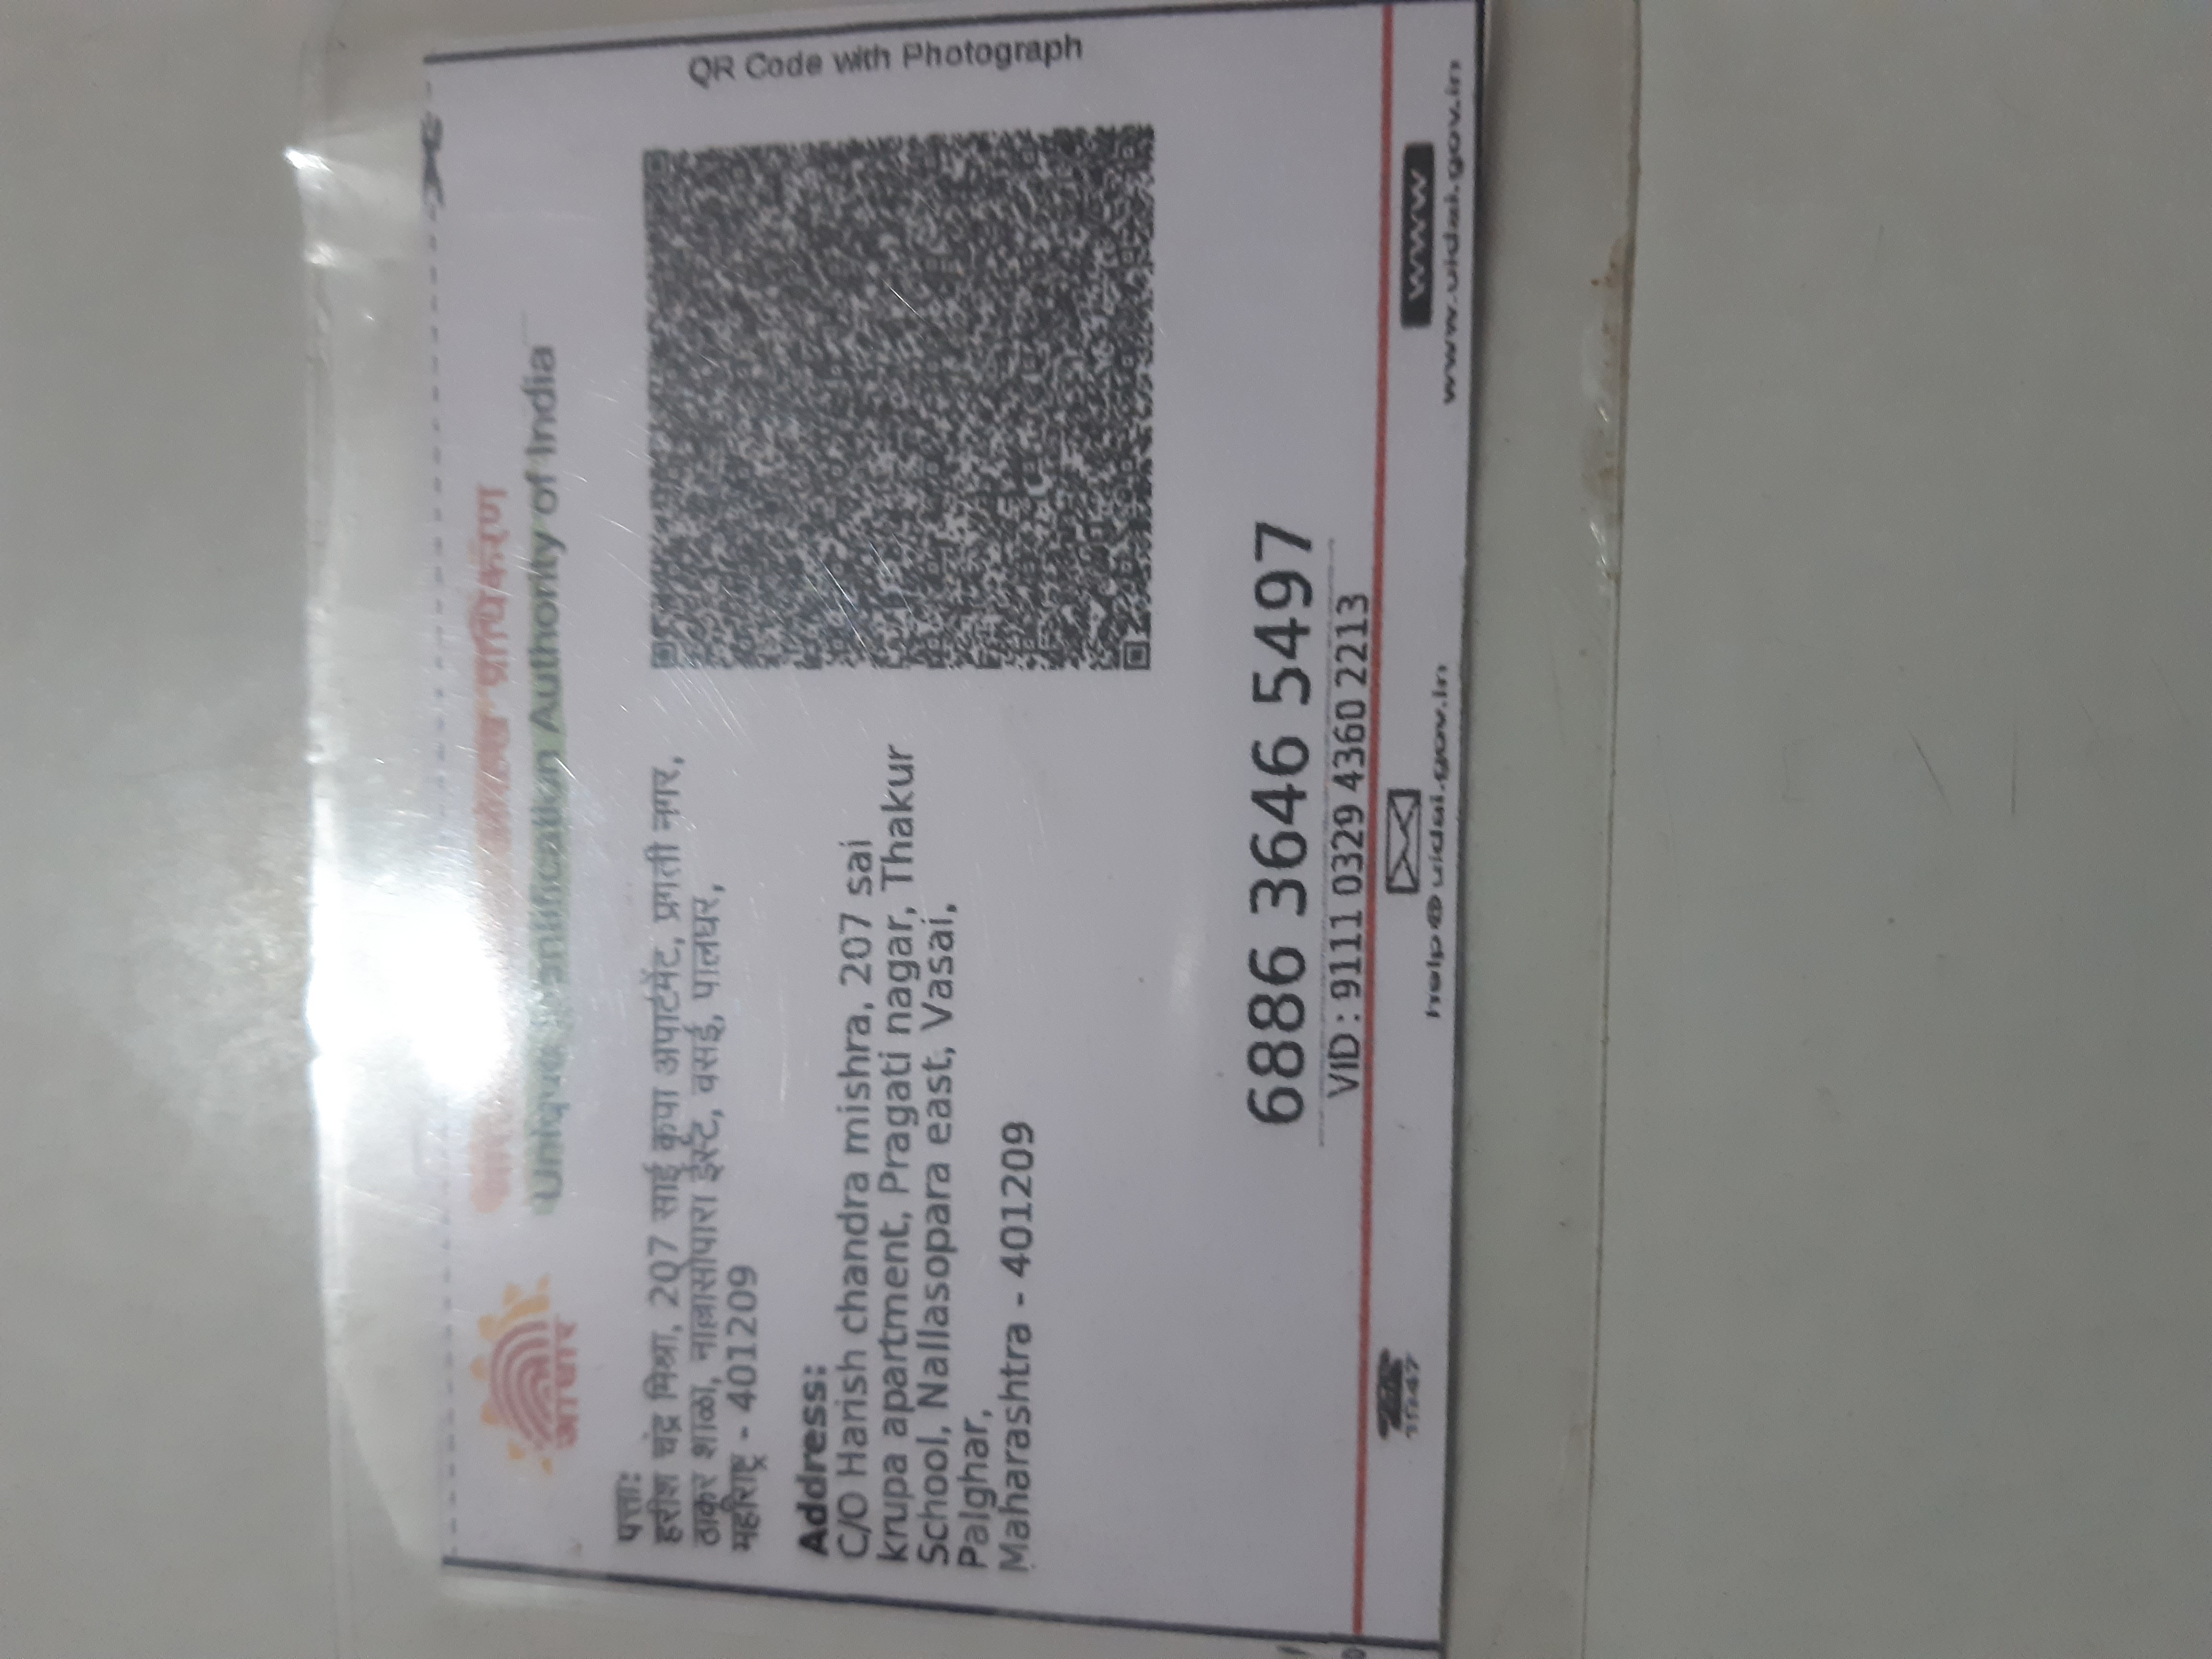 प्राधिकरण
Unique Identification Authority of India
आधार
पत्ता:
हरीश चंद्र मिश्रा, 207 साई कृपा अपार्टमेंट, प्रगती नगर,
ठाकुर शाळा, नाल्लासोपारा ईस्ट, वसई, पालघर,
महाराष्ट्र - 401209
Address:
C/O Harish chandra mishra, 207 sai
krupa apartment, Pragati nagar, Thakur
School, Nallasopara east, Vasai,
Palghar,
Maharashtra - 401209
QR Code with Photograph
6886 3646 5497
VID : 9111 0329 4360 2213
1947
help@uidai.gov.in
www
www.uidai.gov.in